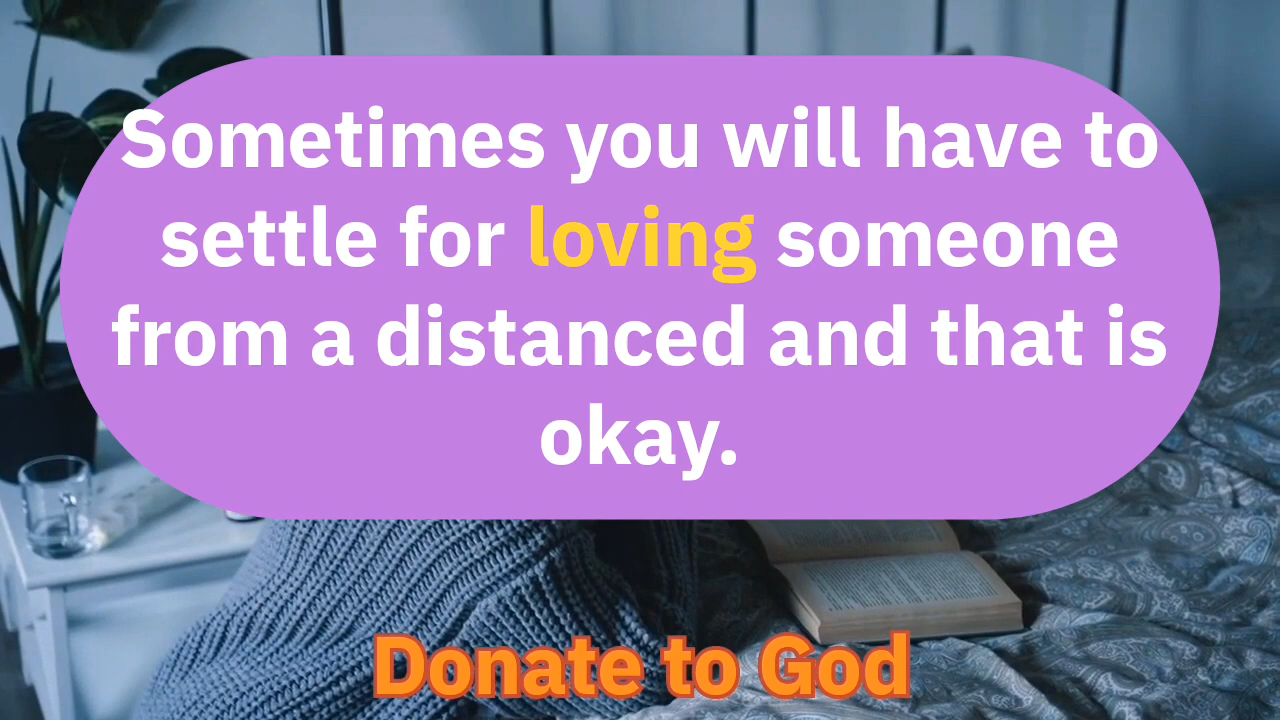 Sometimes you will have to
settle for loving someone
from a distanced and that is
okay.
Donate to God